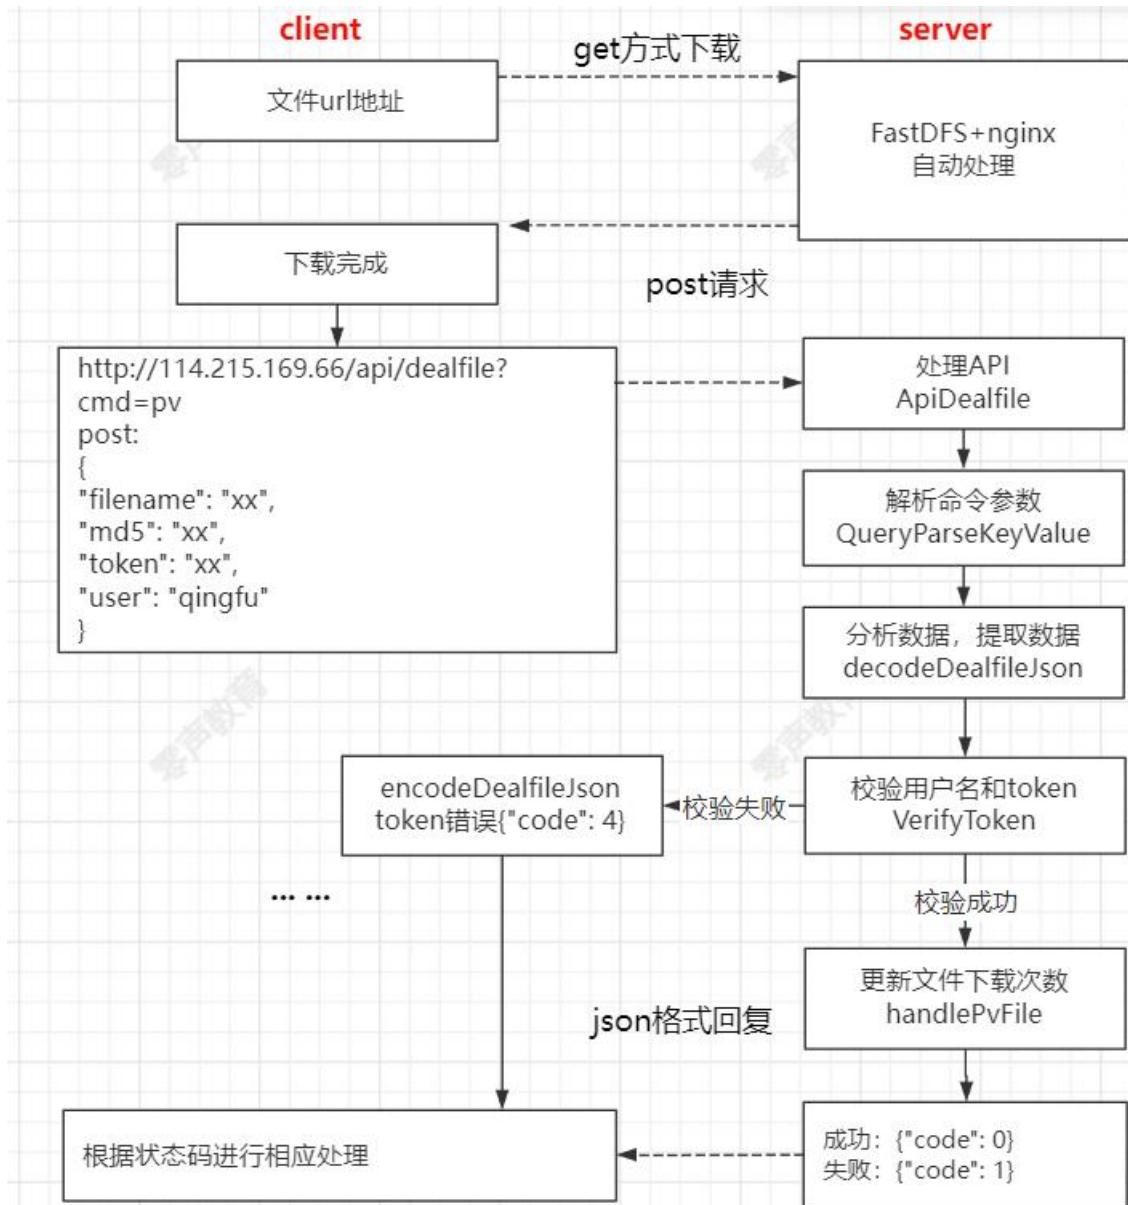 client
server
get方式下载
文件url地址
FastDFS+nginx
自动处理
下载完成
post请求
http://114.215.169.66/api/dealfile?
cmd=pv
post:
{
"filename": "xx",
"md5": "xx",
"token": "xx",
"user": "qingfu"
}
处理API
ApiDealfile
解析命令参数
QueryParseKeyValue
分析数据，提取数据
decodeDealfileJson
零声教育
校验用户名和token
VerifyToken
校验失败
encodeDealfileJson
token错误{"code": 4}
... ...
校验成功
更新文件下载次数
handlePvFile
json格式回复
成功：{"code": 0}
失败：{"code": 1}
根据状态码进行相应处理